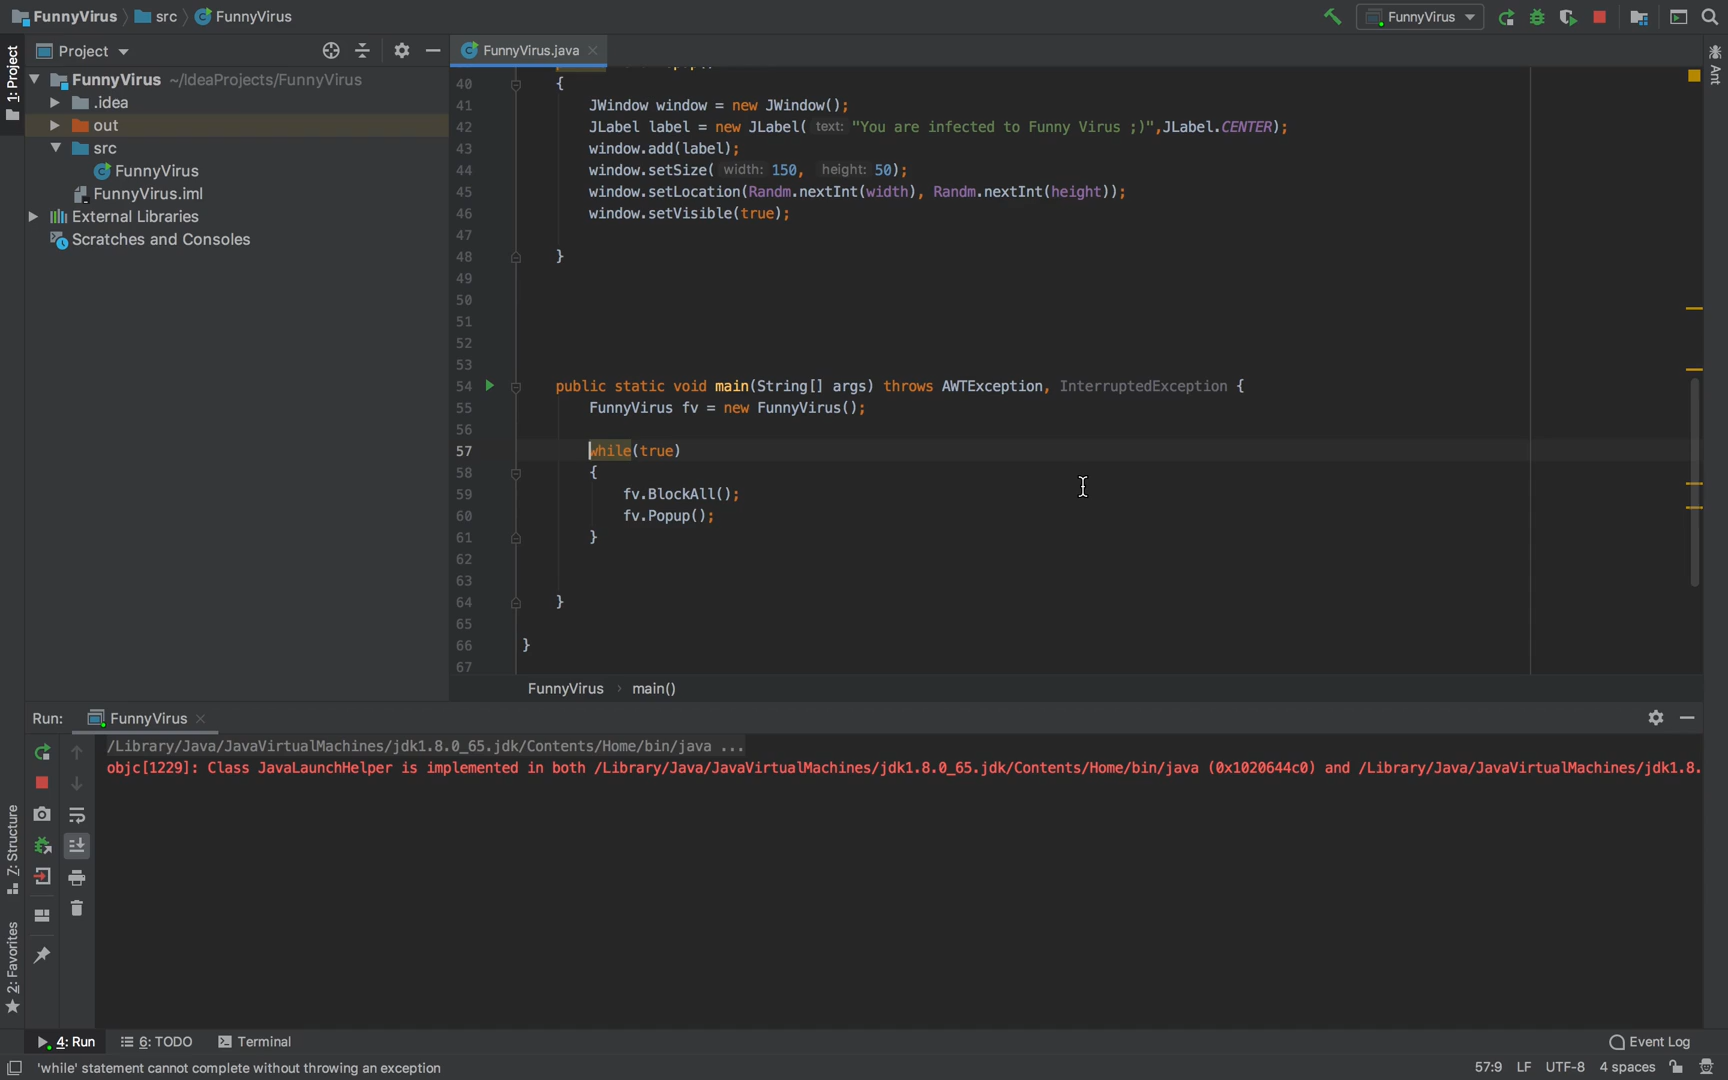 FunnyVirus src FunnyVirus
FunnyVirus
Project
FunnyVirus.java
1: Project
Ant
FunnyVirus ~/IdeaProjects/FunnyVirus
.idea
out
src
FunnyVirus
FunnyVirus.iml
External Libraries
Scratches and Consoles
40 {
41 JWindow window = new JWindow();
42 JLabel label = new JLabel( text: "You are infected to Funny Virus ;)",JLabel.CENTER);
43 window.add(label);
44 window.setSize( width: 150, height: 50);
45 window.setLocation(Randm.nextInt(width), Randm.nextInt(height));
46 window.setVisible(true);
47
48 }
49
50
51
52
53
54 public static void main(String[] args) throws AWTException, InterruptedException {
55 FunnyVirus fv = new FunnyVirus();
56
57 while(true)
58 {
59 fv.BlockAll();
60 fv.Popup();
61 }
62
63
64 }
65
66 }
67
FunnyVirus main()
Run: FunnyVirus
/Library/Java/JavaVirtualMachines/jdk1.8.0_65.jdk/Contents/Home/bin/java ...
objc[1229]: Class JavaLaunchHelper is implemented in both /Library/Java/JavaVirtualMachines/jdk1.8.0_65.jdk/Contents/Home/bin/java (0x1020644c0) and /Library/Java/JavaVirtualMachines/jdk1.8.
Z: Structure
2: Favorites
4: Run 6: TODO Terminal Event Log
'while' statement cannot complete without throwing an exception 57:9 LF UTF-8 4 spaces